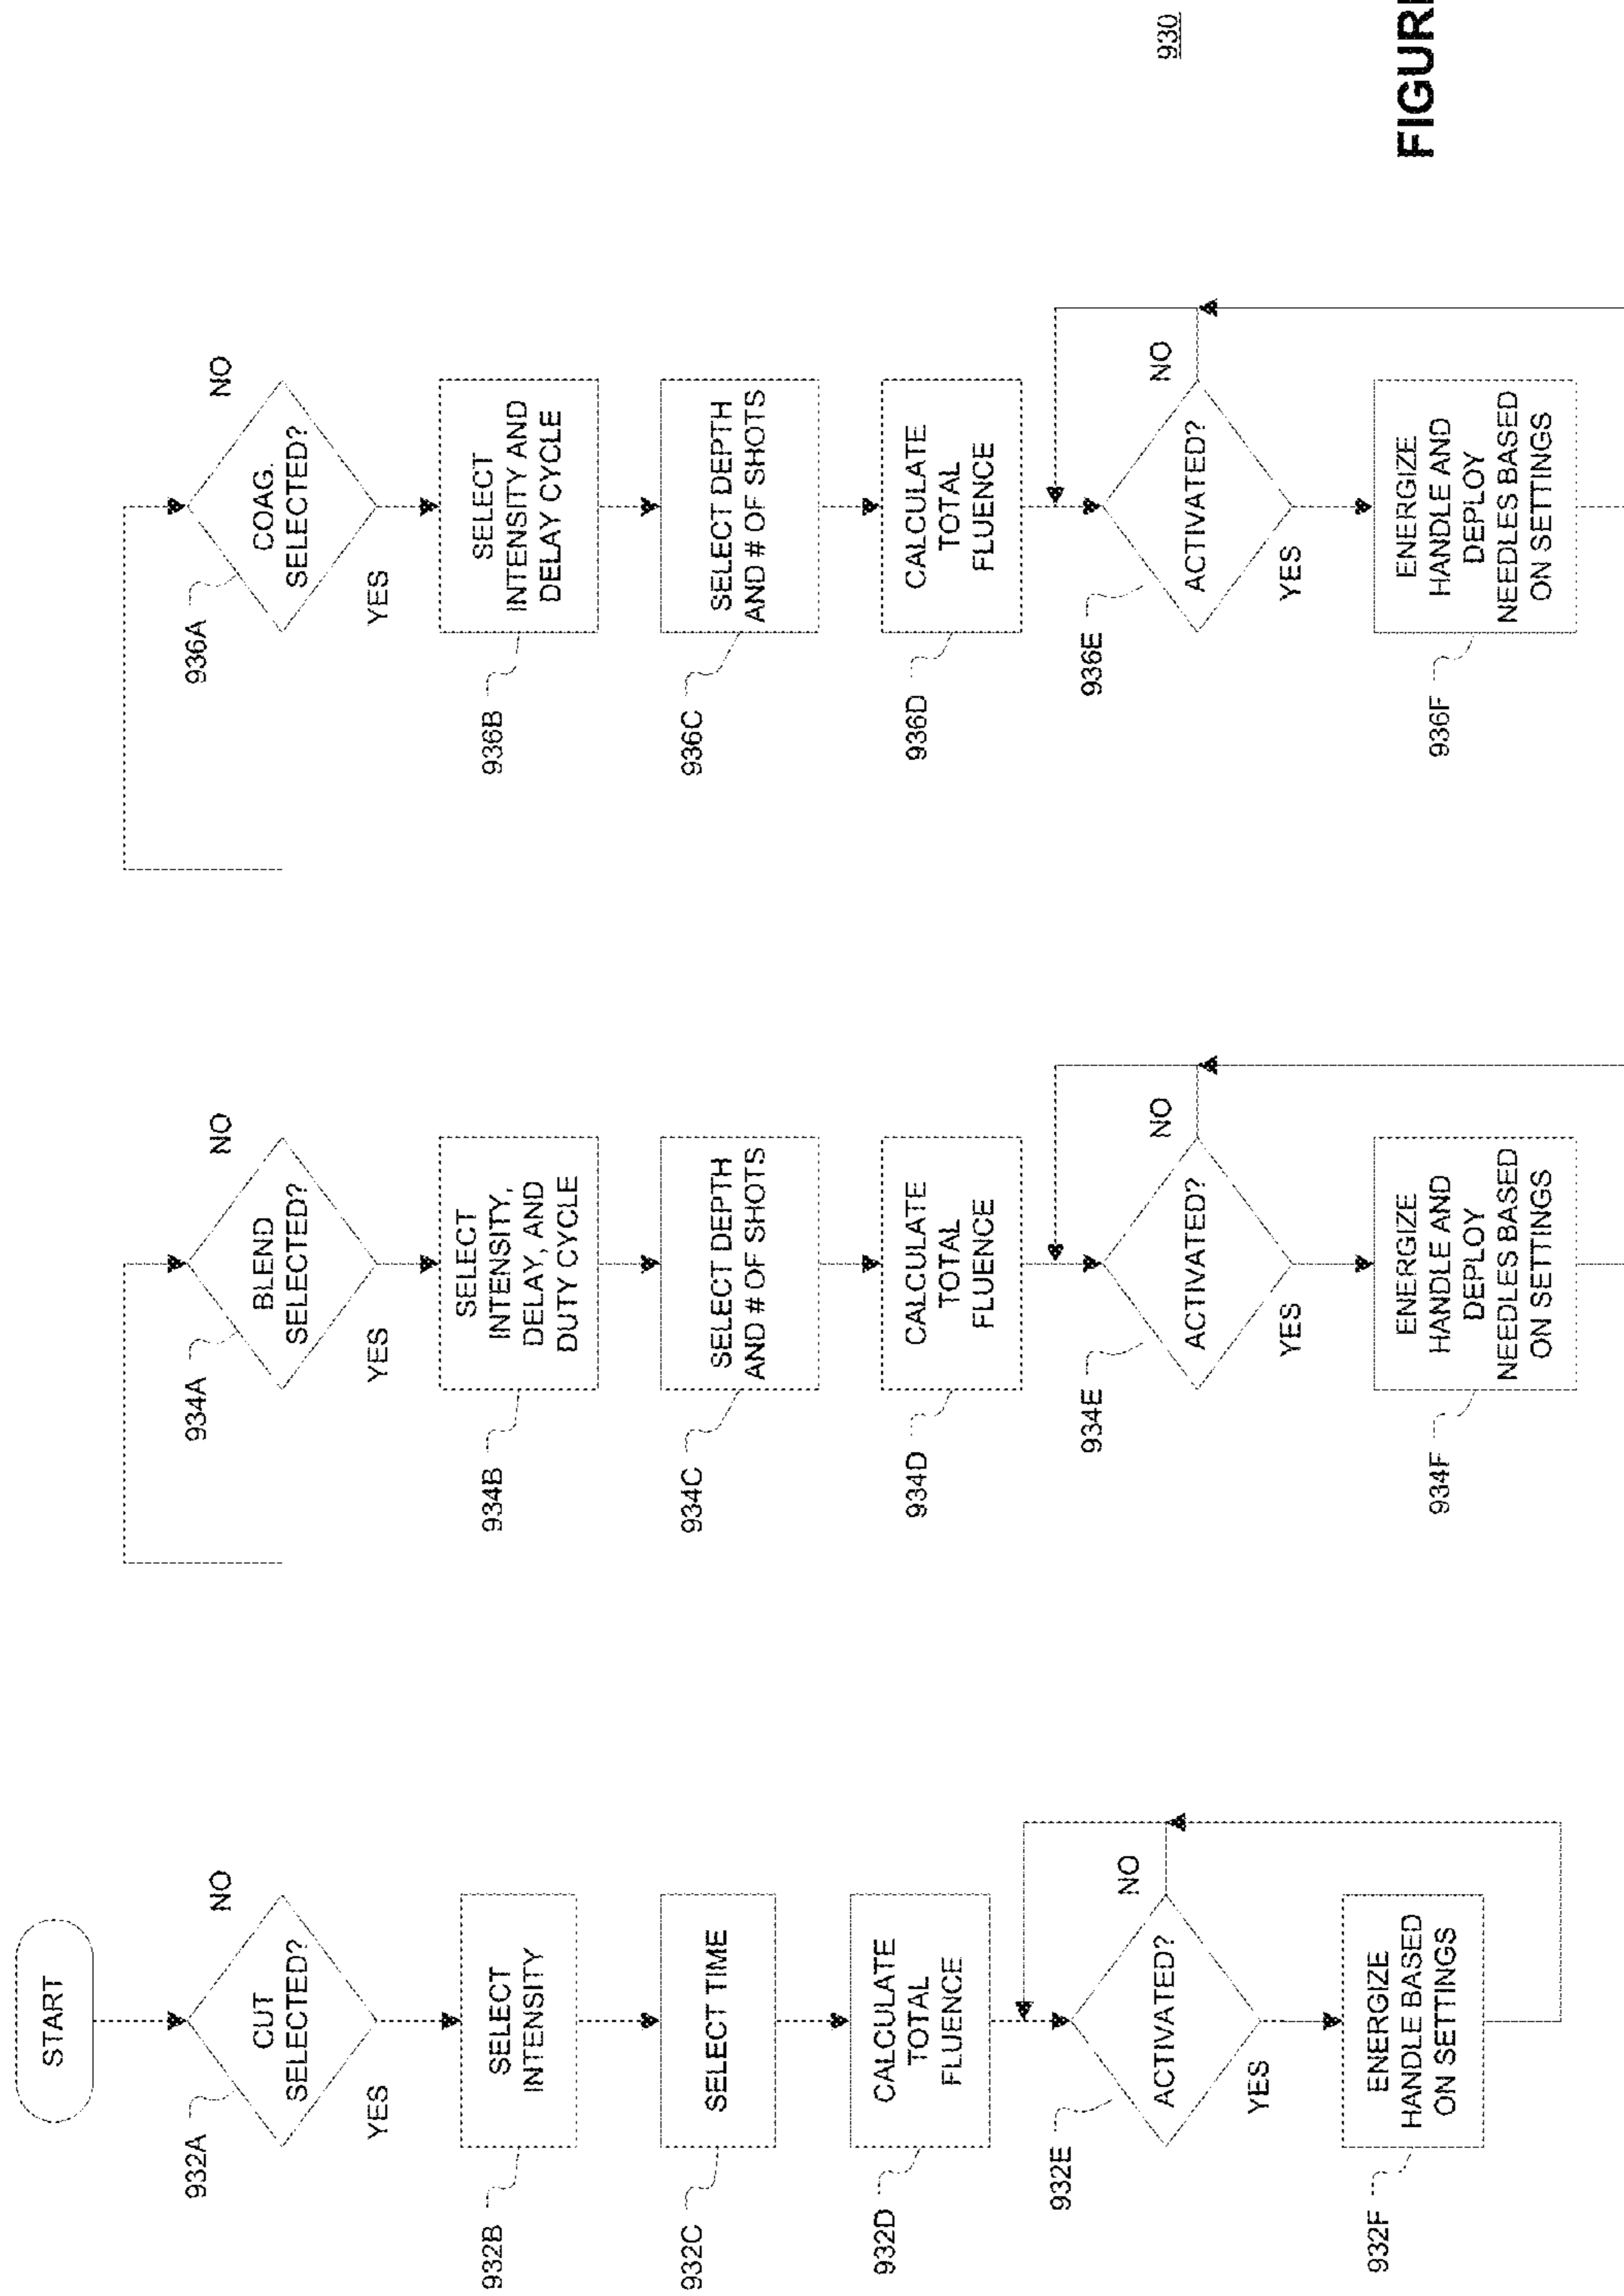 START
932A
CUT
SELECTED?
NO
YES
932B
SELECT
INTENSITY
932C
SELECT TIME
932D
CALCULATE
TOTAL
FLUENCE
932E
ACTIVATED?
NO
YES
932F
ENERGIZE
HANDLE BASED
ON SETTINGS
934A
BLEND
SELECTED?
NO
YES
934B
SELECT
INTENSITY,
DELAY, AND
DUTY CYCLE
934C
SELECT DEPTH
AND # OF SHOTS
934D
CALCULATE
TOTAL
FLUENCE
934E
ACTIVATED?
NO
YES
934F
ENERGIZE
HANDLE AND
DEPLOY
NEEDLES BASED
ON SETTINGS
936A
COAG.
SELECTED?
NO
YES
936B
SELECT
INTENSITY AND
DELAY CYCLE
936C
SELECT DEPTH
AND # OF SHOTS
936D
CALCULATE
TOTAL
FLUENCE
936E
ACTIVATED?
NO
YES
936F
ENERGIZE
HANDLE AND
DEPLOY
NEEDLES BASED
ON SETTINGS
930